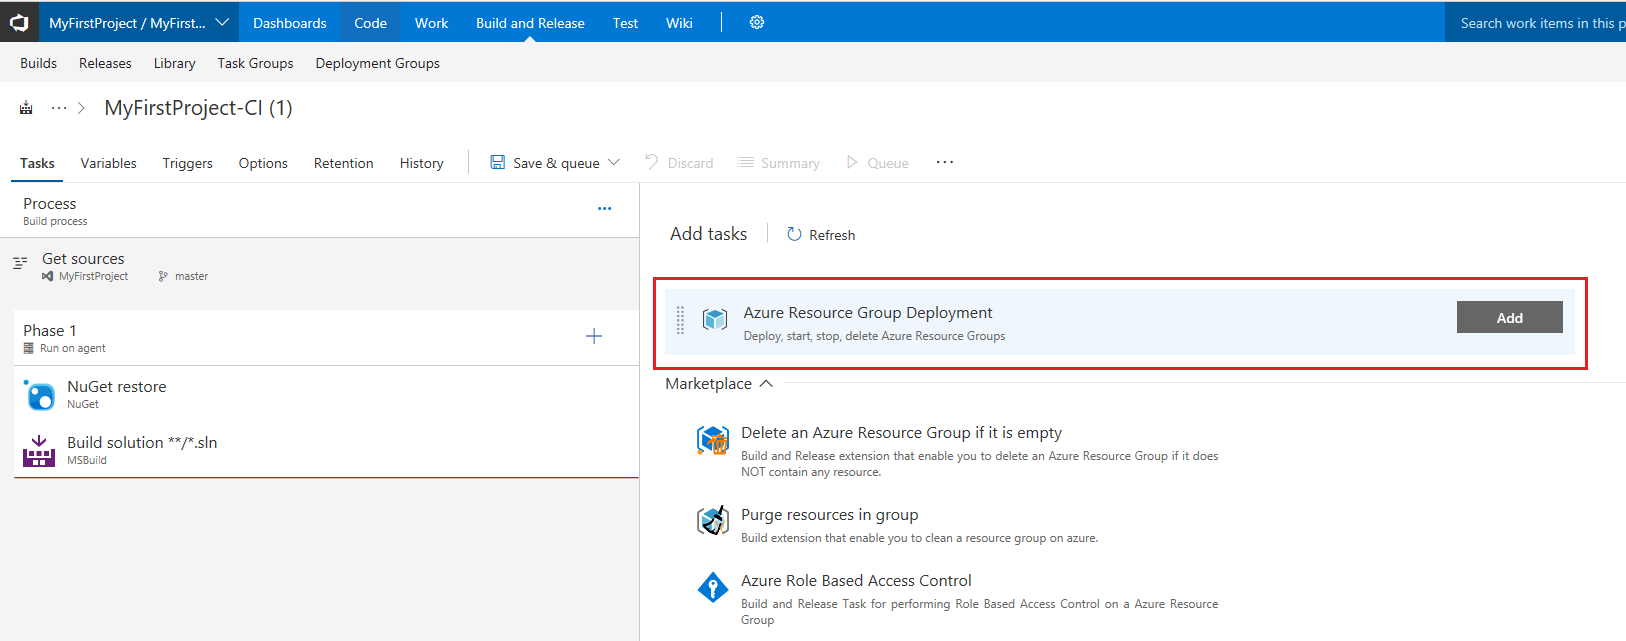 MyFirstProject / MyFirst...
Dashboards
Code
Work
Build and Release
Test
Wiki
Search work items in this p
Builds
Releases
Library
Task Groups
Deployment Groups
... > MyFirstProject-CI (1)
Tasks
Variables
Triggers
Options
Retention
History
Save & queue
Discard
Summary
Queue
...
Process
Build process
...
Get sources
MyFirstProject
master
Phase 1
Run on agent
NuGet restore
NuGet
Build solution **/*.sln
MSBuild
Add tasks
Refresh
Azure Resource Group Deployment
Deploy, start, stop, delete Azure Resource Groups
Add
Marketplace
Delete an Azure Resource Group if it is empty
Build and Release extension that enable you to delete an Azure Resource Group if it does
NOT contain any resource.
Purge resources in group
Build extension that enable you to clean a resource group on azure.
Azure Role Based Access Control
Build and Release Task for performing Role Based Access Control on a Azure Resource
Group